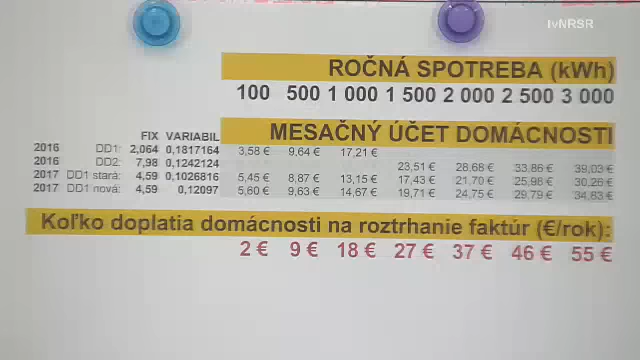 tvNRSR
ROČNÁ SPOTREBA (kWh)
100 500 1 000 1 500 2 000 2 500 3 000
FIX VARIABIL MESAČNÝ ÚČET DOMÁCNOSTI
2016 DD1: 2,064 0,1817164 3,58 € 9,64 € 17,21 €
2016 DD2: 7,98 0,1242124 23,51 € 28,68 € 33,86 € 39,03 €
2017 DD1 stará: 4,59 0,1026816 5,45 € 8,87 € 13,15 € 17,43 € 21,70 € 25,98 € 30,26 €
2017 DD1 nová: 4,59 0,12097 5,60 € 9,63 € 14,67 € 19,71 € 24,75 € 29,79 € 34,83 €
Koľko doplatia domácnosti na roztrhanie faktúr (€/rok):
2 € 9 € 18 € 27 € 37 € 46 € 55 €